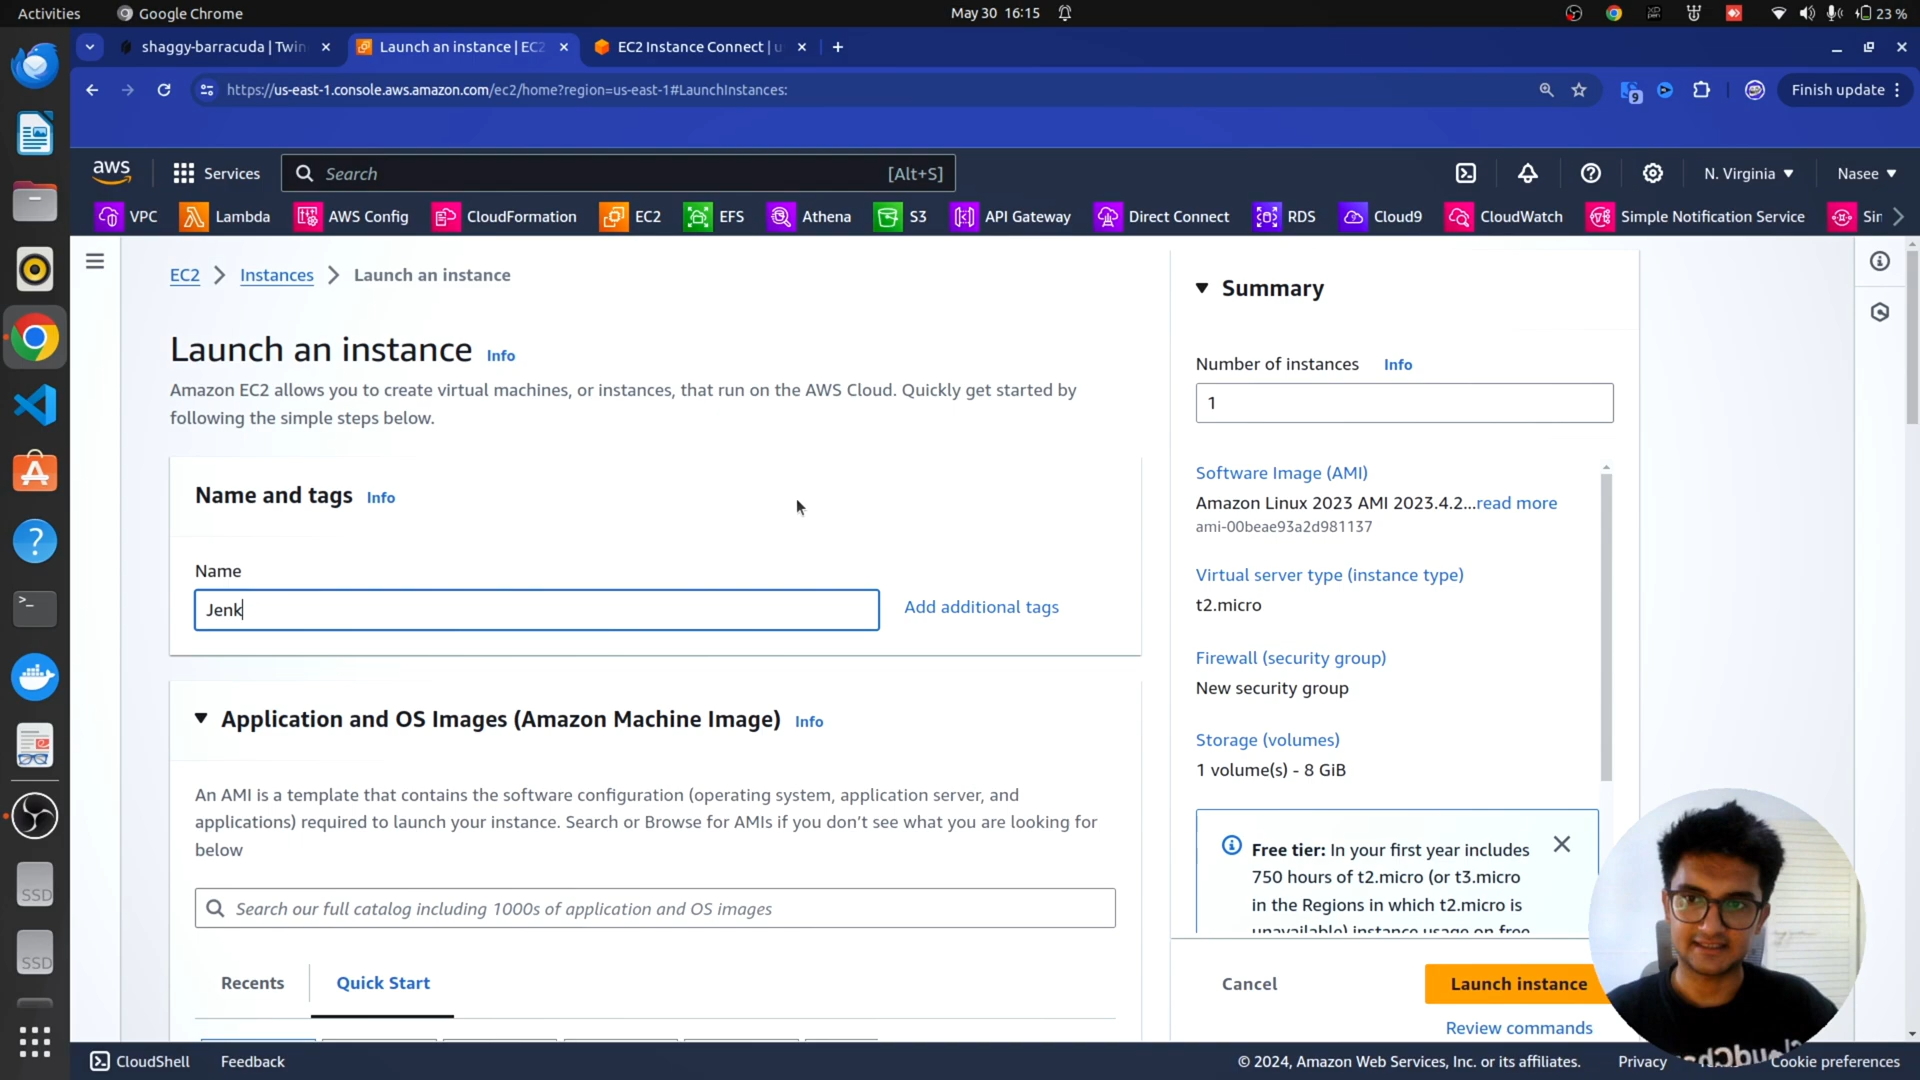 Activities
Google Chrome
May 30 16:15
23 %
shaggy-barracuda | Twin
Launch an instance | EC2
EC2 Instance Connect | u
https://us-east-1.console.aws.amazon.com/ec2/home?region=us-east-1#LaunchInstances:
9
Finish update
aws
Services
Search
[Alt+S]
N. Virginia
Nasee
VPC
Lambda
AWS Config
CloudFormation
EC2
EFS
Athena
S3
API Gateway
Direct Connect
RDS
Cloud9
CloudWatch
Simple Notification Service
Sin
EC2
Instances
Launch an instance
Launch an instance
Info
Amazon EC2 allows you to create virtual machines, or instances, that run on the AWS Cloud. Quickly get started by
following the simple steps below.
Name and tags
Info
Name
Jenk
Add additional tags
Application and OS Images (Amazon Machine Image)
Info
An AMI is a template that contains the software configuration (operating system, application server, and
applications) required to launch your instance. Search or Browse for AMIs if you don't see what you are looking for
below
Search our full catalog including 1000s of application and OS images
Recents
Quick Start
Summary
Number of instances
Info
1
Software Image (AMI)
Amazon Linux 2023 AMI 2023.4.2...read more
ami-00beae93a2d981137
Virtual server type (instance type)
t2.micro
Firewall (security group)
New security group
Storage (volumes)
1 volume(s) - 8 GiB
Free tier: In your first year includes
750 hours of t2.micro (or t3.micro
in the Regions in which t2.micro is
unavailable) instance usage on free
Cancel
Launch instance
Review commands
SSD
SSD
CloudShell
Feedback
© 2024, Amazon Web Services, Inc. or its affiliates.
Privacy
Cookie preferences